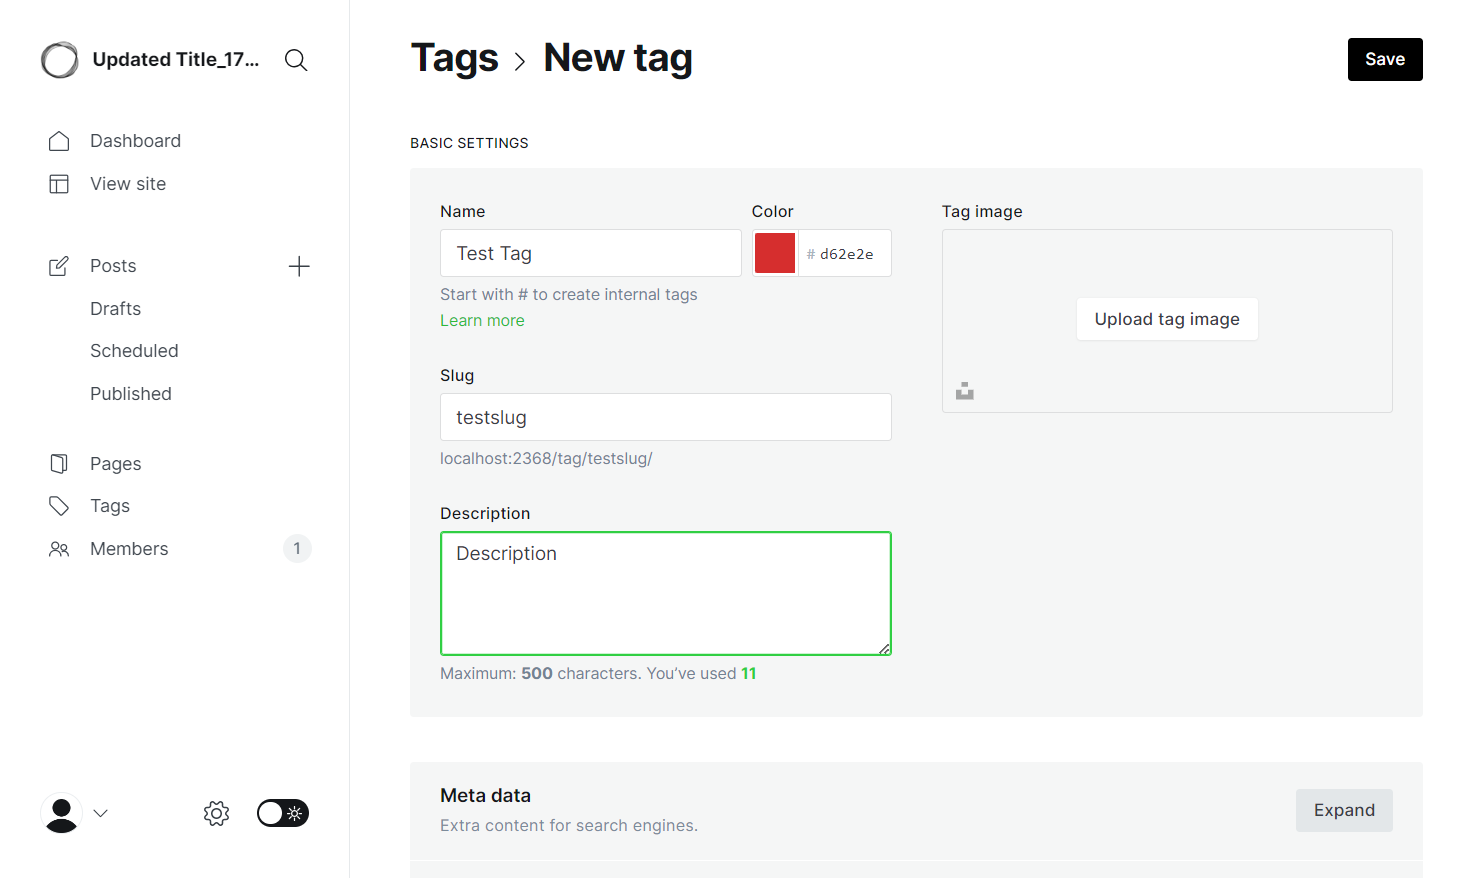 Updated Title_17...
Dashboard
View site
Posts
Drafts
Scheduled
Published
Pages
Tags
Members 1
Tags > New tag
Save
BASIC SETTINGS
Name
Test Tag
Start with # to create internal tags
Learn more
Color
# d62e2e
Slug
testslug
localhost:2368/tag/testslug/
Description
Description
Maximum: 500 characters. You’ve used 11
Tag image
Upload tag image
Meta data
Extra content for search engines.
Expand